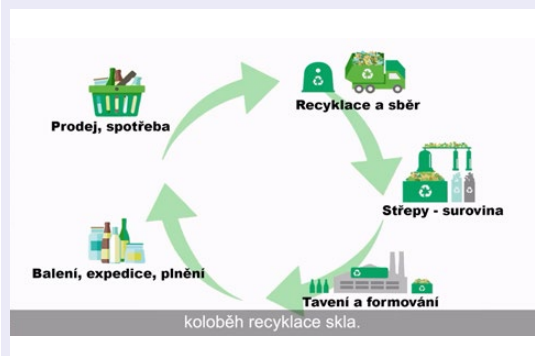 Prodej, spotřeba
Recyklace a sběr
Střepy - surovina
Tavení a formování
Balení, expedice, plnění
koloběh recyklace skla.